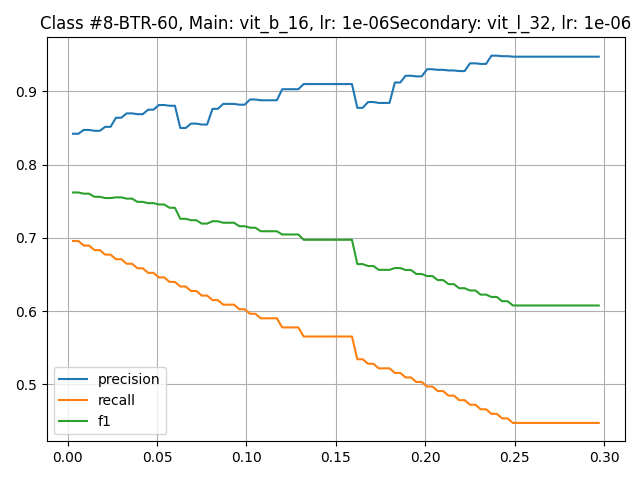 Class #8-BTR-60, Main: vit_b_16, lr: 1e-06Secondary: vit_l_32, lr: 1e-06
0.9
0.8
0.7
0.6
0.5
precision
recall
f1
0.00 0.05 0.10 0.15 0.20 0.25 0.30